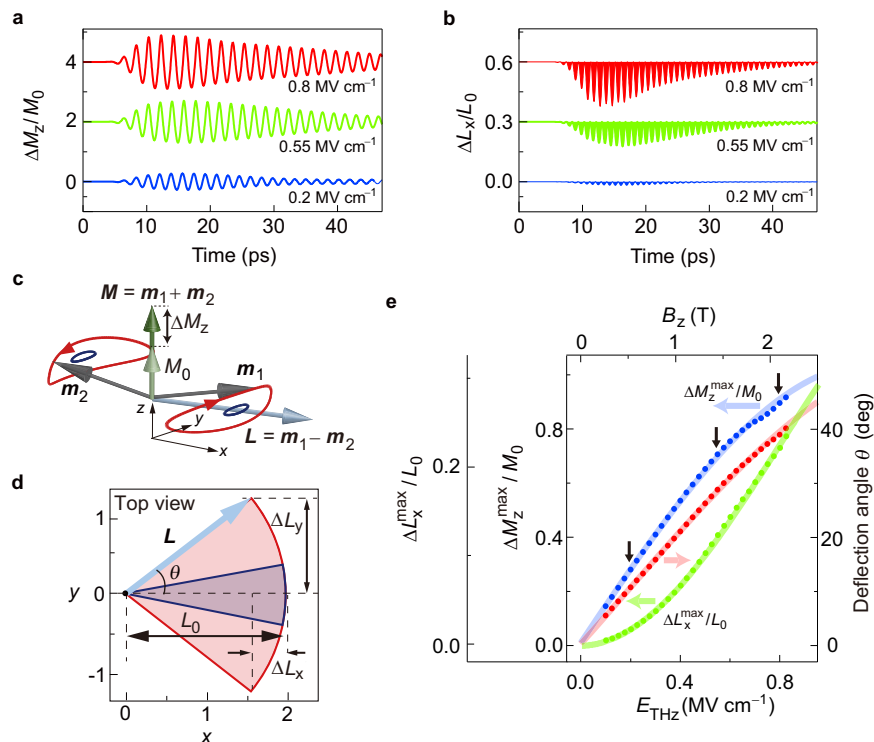 a
ΔM_z/M_0
4
2
0
0.8 MV cm⁻¹
0.55 MV cm⁻¹
0.2 MV cm⁻¹
0 10 20 30 40
Time (ps)
b
ΔL_x/L_0
0.6
0.3
0.0
0.8 MV cm⁻¹
0.55 MV cm⁻¹
0.2 MV cm⁻¹
0 10 20 30 40
Time (ps)
c
M = m_1 + m_2
ΔM_z
M_0
m_1
m_2
z
y
x
L = m_1 − m_2
d
Top view
L
ΔL_y
θ
L_0
ΔL_x
y
1
0
-1
0 1 2
x
e
B_z (T)
0 1 2
ΔL_x^max / L_0
0.2
0.0
ΔM_z^max / M_0
0.8
0.4
0.0
ΔM_z^max/M_0
ΔL_x^max/L_0
40
20
0
Deflection angle θ (deg)
0.0 0.4 0.8
E_THz (MV cm⁻¹)